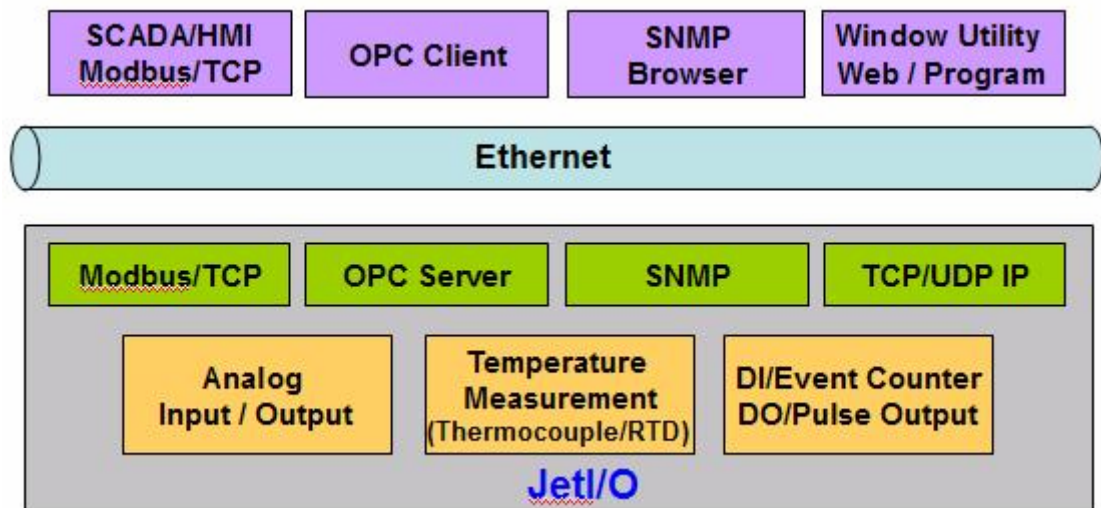 SCADA/HMI
Modbus/TCP
OPC Client
SNMP
Browser
Window Utility
Web / Program
Ethernet
Modbus/TCP
OPC Server
SNMP
TCP/UDP IP
Analog
Input / Output
Temperature
Measurement
(Thermocouple/RTD)
DI/Event Counter
DO/Pulse Output
JetI/O